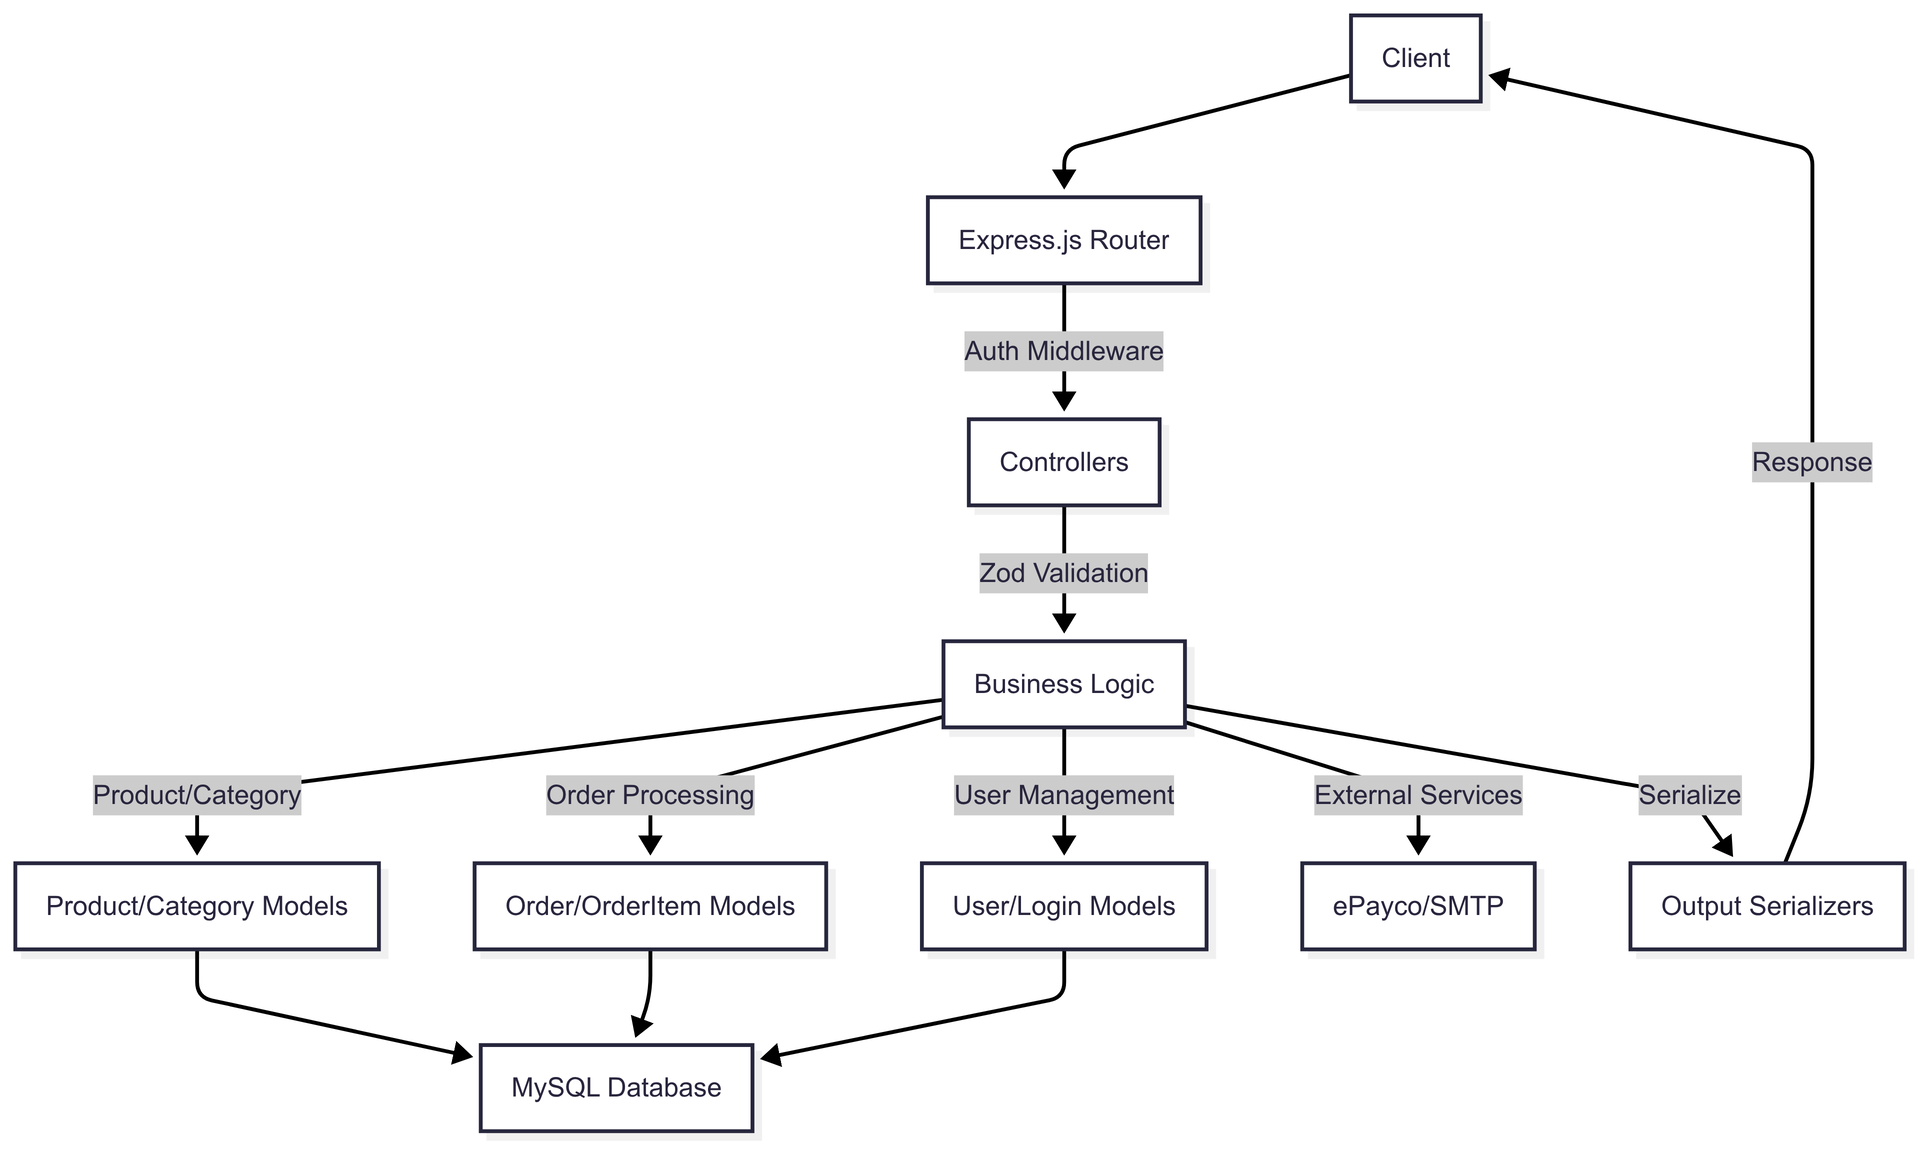 Client
Express.js Router
Auth Middleware
Controllers
Response
Zod Validation
Business Logic
Product/Category
Order Processing
User Management
External Services
Serialize
Product/Category Models
Order/OrderItem Models
User/Login Models
ePayco/SMTP
Output Serializers
MySQL Database